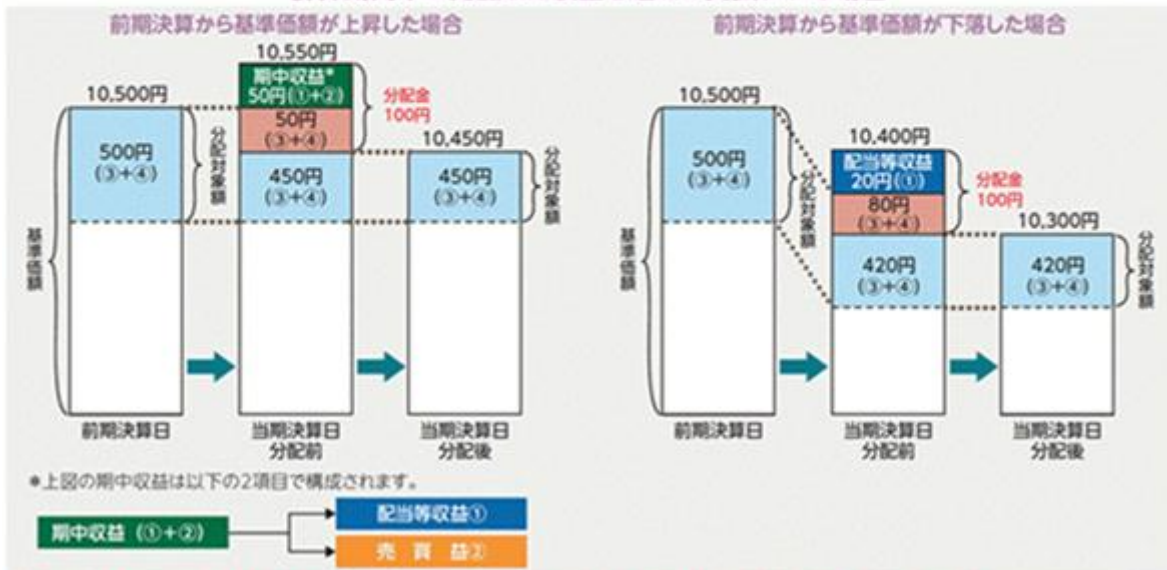 前期決算から基準価額が上昇した場合
10,550円
期中収益*
50円(①+②)
10,500円
分配金
100円
50円
(③+④)
10,450円
500円
(③+④)
分配対象額
450円
(③+④)
450円
(③+④)
分配対象額
基準価額
前期決算日
当期決算日
分配前
当期決算日
分配後
前期決算から基準価額が下落した場合
10,500円
10,400円
500円
(③+④)
分配対象額
配当等収益
20円(①)
分配金
100円
80円
(③+④)
10,300円
420円
(③+④)
420円
(③+④)
分配対象額
基準価額
前期決算日
当期決算日
分配前
当期決算日
分配後
*上図の期中収益は以下の2項目で構成されます。
期中収益(①+②)
配当等収益①
売買益②